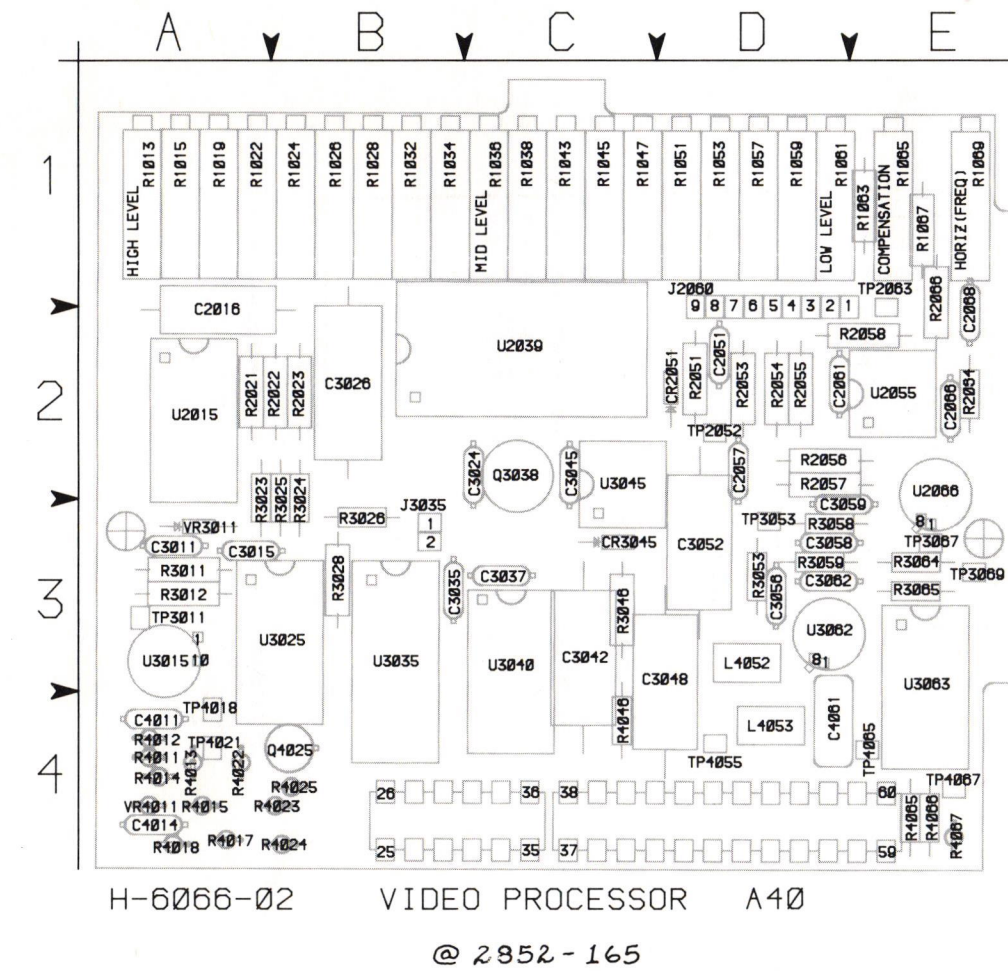 A B C D E
1
R1013 R1015 R1019 R1022 R1024 R1026 R1028 R1032 R1034 R1036 R1038 R1043 R1045 R1047 R1051 R1053 R1057 R1059 R1061 R1063 R1065 R1067 R1069
HIGH LEVEL MID LEVEL LOW LEVEL COMPENSATION HORIZ(FREQ)
J2060 TP2063
C2016 9 8 7 6 5 4 3 2 1 R2066 C2068
R2058
U2039 C2051
2
R2021 R2022 R2023 C3026 CR2051 R2051 R2053 R2054 R2055 C2061 U2055 C2066 R2064
U2015
TP2052
C3024 Q3038 C3045 C2057 R2056
U3045 R2057 U2066
R3023 R3025 R3024 J3035 C3059
R3026 1 TP3053 R3058 8 1
VR3011 2 CR3045 C3052 C3058 TP3067
C3011 C3015
3
R3011 R3028 C3035 C3037 R3053 R3059 R3064 TP3069
R3012 R3046 C3056 C3062 R3065
TP3011
1 U3025 U3035 U3062
U3015 10 U3040 C3042 C3048 L4052 8 1 U3063
4
TP4018
C4011 R4046 L4053 C4061
R4012 TP4021 Q4025 TP4055 TP4065
R4011 R4013 R4022
R4014 R4025 26 36 38 60 TP4067
VR4011 R4015 R4023 R4065 R4066 R4067
C4014
R4018 R4017 R4024 25 35 37 59
H-6066-02 VIDEO PROCESSOR A40
@ 2852-165